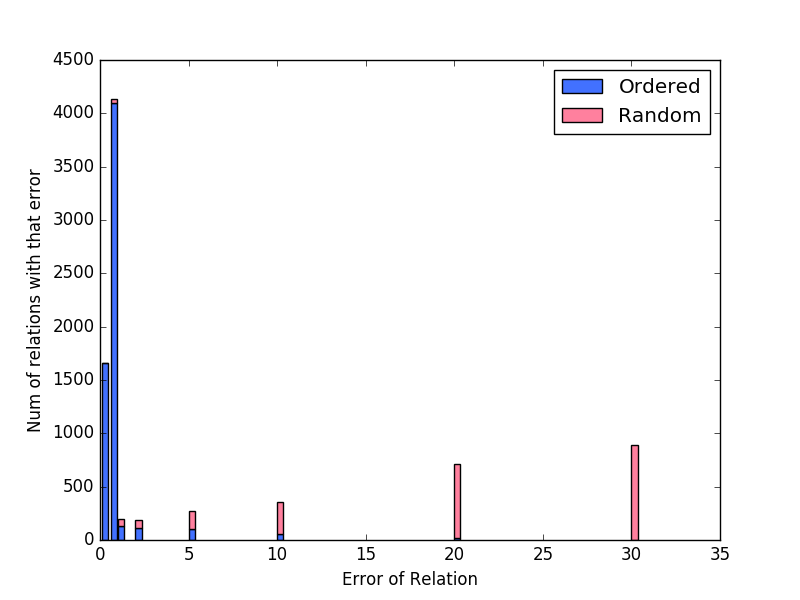 4500
4000
3500
3000
2500
2000
1500
1000
500
0
0 5 10 15 20 25 30 35
Num of relations with that error
Error of Relation
Ordered
Random